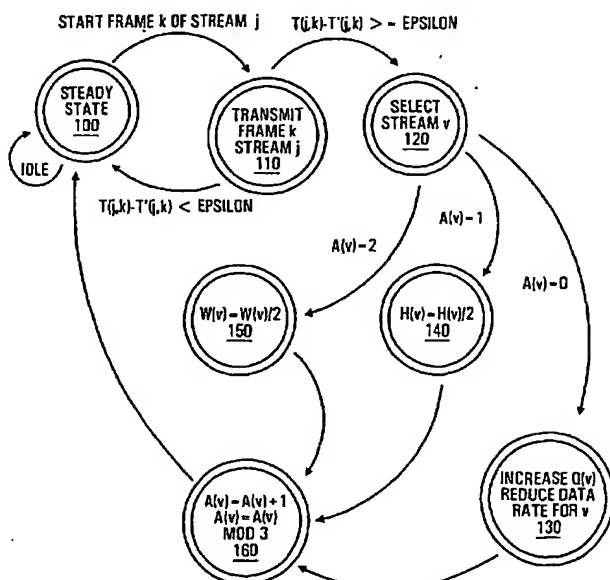 START FRAME k OF STREAM j
T(j,k)-T'(j,k) >= EPSILON
STEADY
STATE
100
TRANSMIT
FRAME k
STREAM j
110
SELECT
STREAM v
120
IDLE
T(j,k)-T'(j,k) < EPSILON
A(v)=2
A(v)=1
A(v)=0
W(v)=W(v)/2
150
H(v)=H(v)/2
140
A(v)=A(v)+1
A(v)=A(v)
MOD 3
160
INCREASE Q(v)
REDUCE DATA
RATE FOR v
130